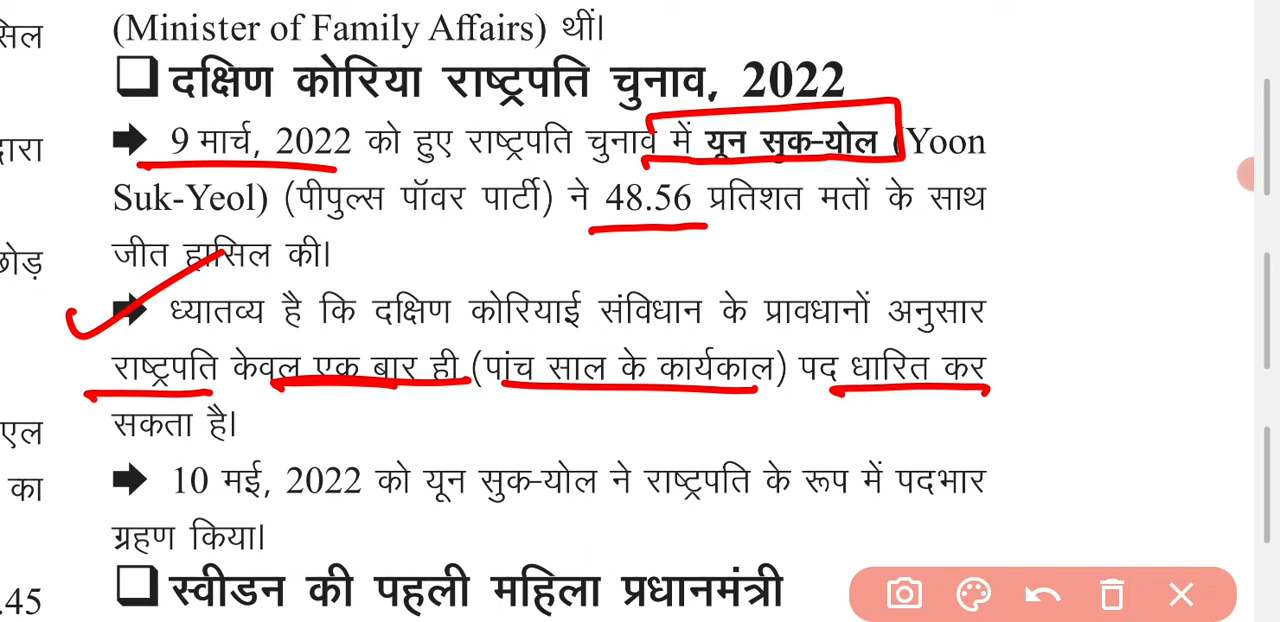 सिल
द्वारा
छोड़
एल
का
.45
(Minister of Family Affairs) थीं।
दक्षिण कोरिया राष्ट्रपति चुनाव, 2022
9 मार्च, 2022 को हुए राष्ट्रपति चुनाव में यून सुक-योल (Yoon
Suk-Yeol) (पीपुल्स पॉवर पार्टी) ने 48.56 प्रतिशत मतों के साथ
जीत हासिल की।
ध्यातव्य है कि दक्षिण कोरियाई संविधान के प्रावधानों अनुसार
राष्ट्रपति केवल एक बार ही (पांच साल के कार्यकाल) पद धारित कर
सकता है।
10 मई, 2022 को यून सुक-योल ने राष्ट्रपति के रूप में पदभार
ग्रहण किया।
स्वीडन की पहली महिला प्रधानमंत्री